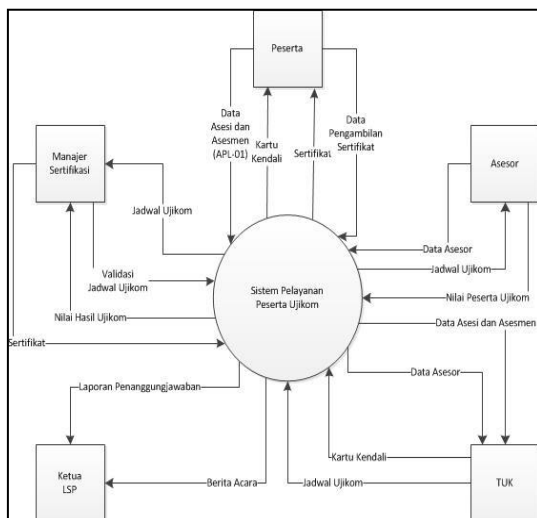 Peserta
Data
Asesi dan
Asesmen
(APL-01)
Kartu
Kendali
Sertifikat
Data
Pengambilan
Sertifikat
Manajer
Sertifikasi
Asesor
Jadwal Ujikom
Data Asesor
Jadwal Ujikom
Validasi
Jadwal Ujikom
Sistem Pelayanan
Peserta Ujikom
Nilai Peserta Ujikom
Nilai Hasil Ujikom
Data Asesi dan Asesmen
Sertifikat
Data Asesor
Laporan Penanggungjawaban
Kartu Kendali
Ketua
LSP
Berita Acara
Jadwal Ujikom
TUK